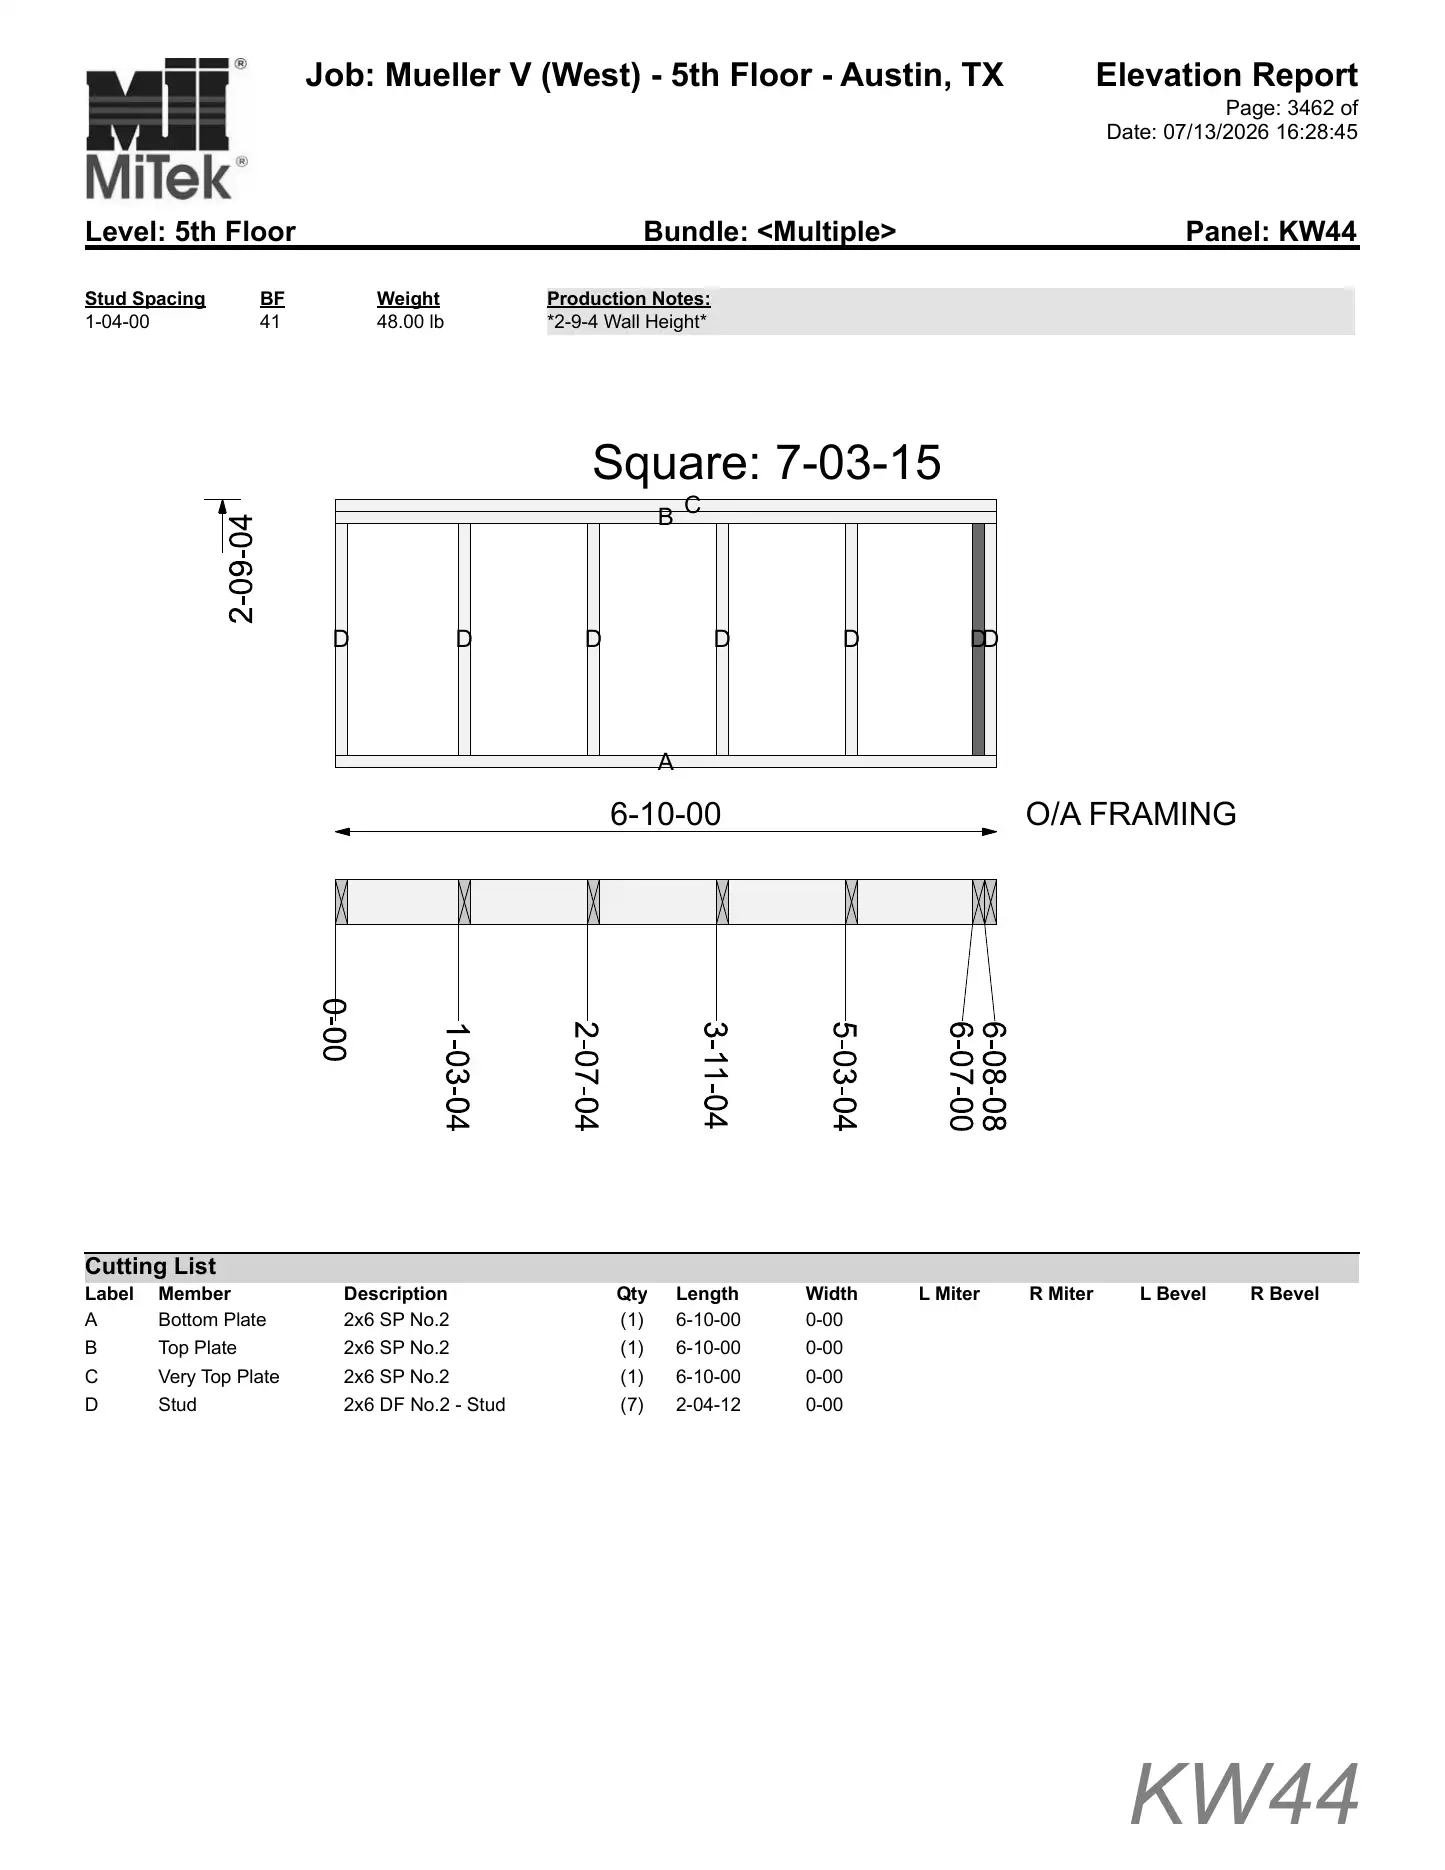 MiTek®
Job: Mueller V (West) - 5th Floor - Austin, TX
Elevation Report
Page: 3462 of
Date: 07/13/2026 16:28:45
Level: 5th Floor Bundle: <Multiple> Panel: KW44
Stud Spacing BF Weight Production Notes:
1-04-00 41 48.00 lb *2-9-4 Wall Height*
Square: 7-03-15
2-09-04
C
B
D D D D D D D
A
6-10-00 O/A FRAMING
0-00 1-03-04 2-07-04 3-11-04 5-03-04 6-07-00 6-08-08
Cutting List
Label Member Description Qty Length Width L Miter R Miter L Bevel R Bevel
A Bottom Plate 2x6 SP No.2 (1) 6-10-00 0-00
B Top Plate 2x6 SP No.2 (1) 6-10-00 0-00
C Very Top Plate 2x6 SP No.2 (1) 6-10-00 0-00
D Stud 2x6 DF No.2 - Stud (7) 2-04-12 0-00
KW44